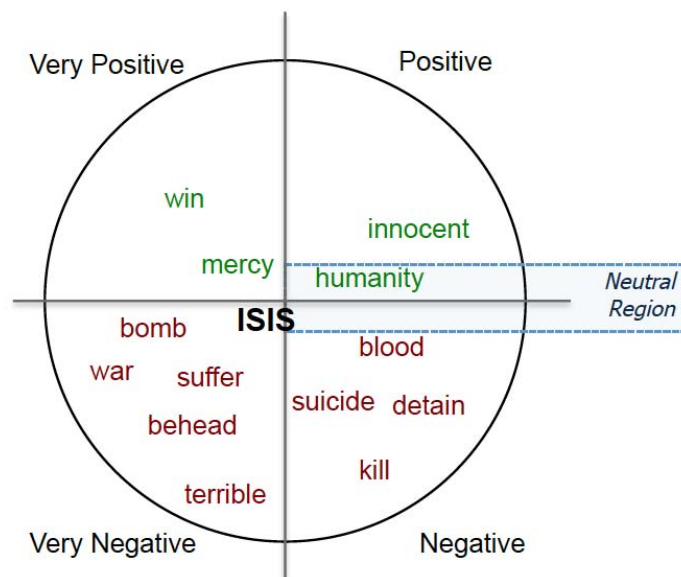 Very Positive
Positive
win
innocent
mercy
humanity
Neutral
Region
ISIS
bomb
blood
war
suffer
suicide
detain
behead
kill
terrible
Very Negative
Negative